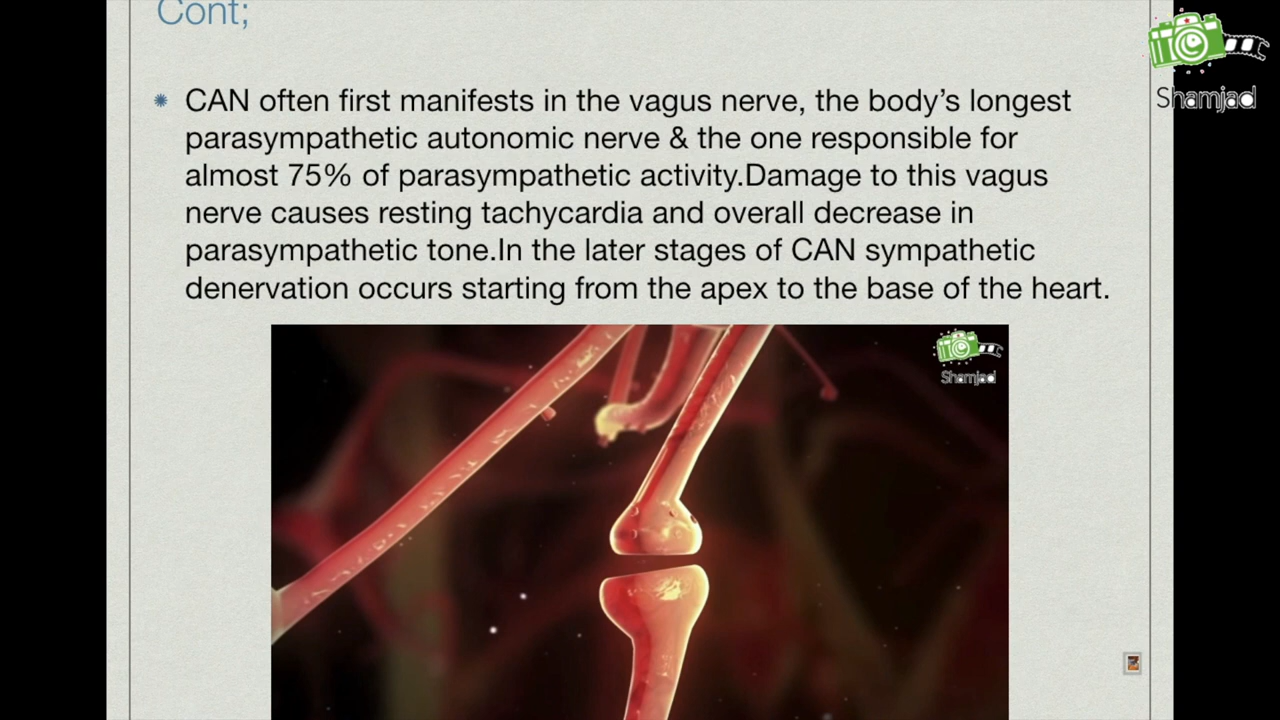 Cont;
CAN often first manifests in the vagus nerve, the body’s longest
parasympathetic autonomic nerve & the one responsible for
almost 75% of parasympathetic activity.Damage to this vagus
nerve causes resting tachycardia and overall decrease in
parasympathetic tone.In the later stages of CAN sympathetic
denervation occurs starting from the apex to the base of the heart.
Shamjad
Shamjad